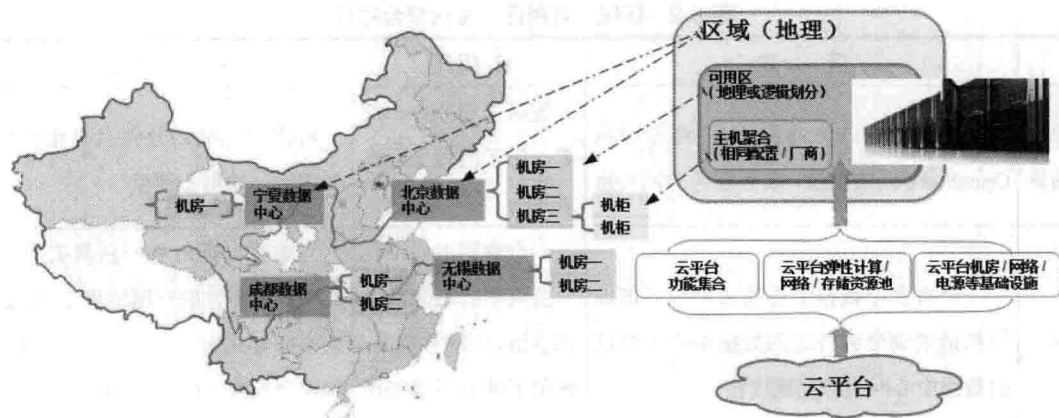 区域（地理）
可用区
（地理或逻辑划分）
主机聚合
（相同配置/厂商）
机房一
宁夏数据
中心
北京数据
中心
机房一
机房二
机房三
机柜
机柜
成都数据
中心
机房一
机房二
无锡数据
中心
机房一
机房二
云平台
功能集合
云平台弹性计算/
网络/存储资源池
云平台机房/网络/
电源等基础设施
云平台